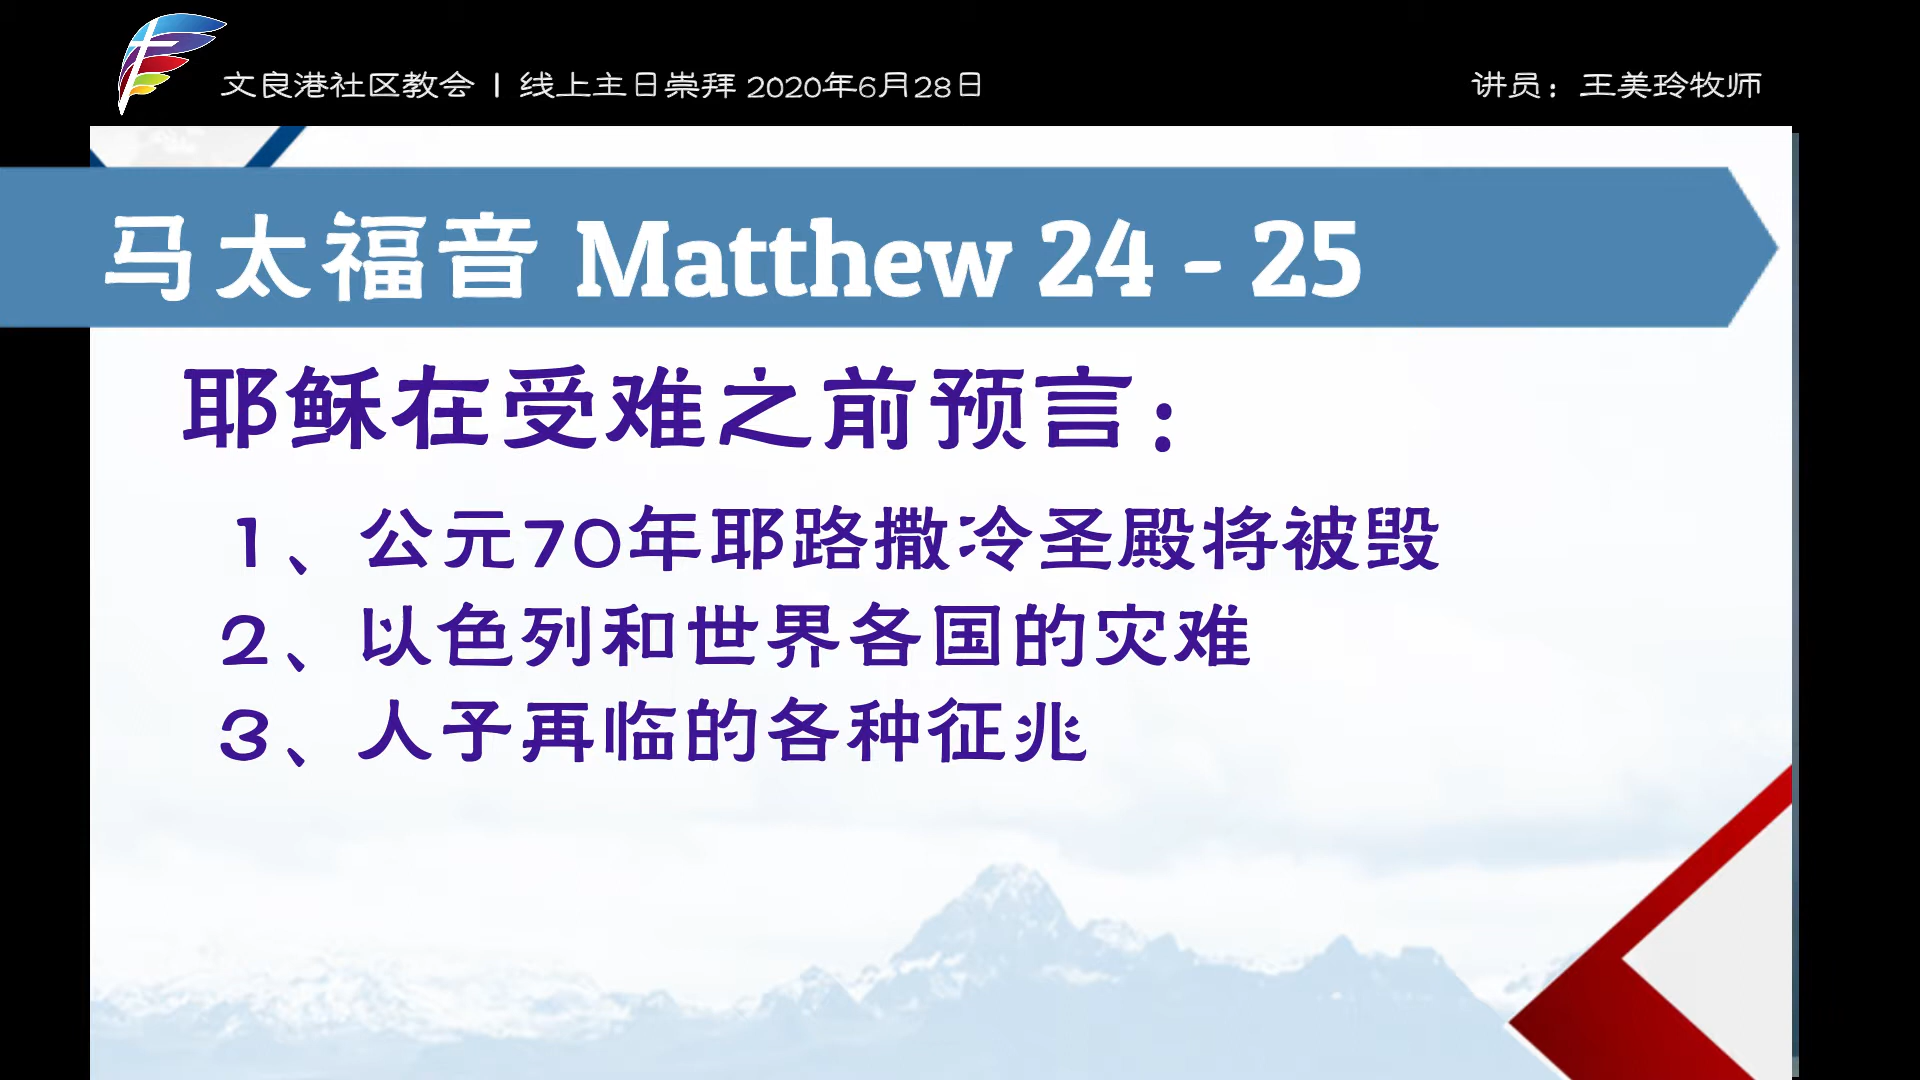 文良港社区教会 | 线上主日崇拜 2020年6月28日
讲员：王美玲牧师
马太福音 Matthew 24 - 25
耶稣在受难之前预言：
1、公元70年耶路撒冷圣殿将被毁
2、以色列和世界各国的灾难
3、人子再临的各种征兆